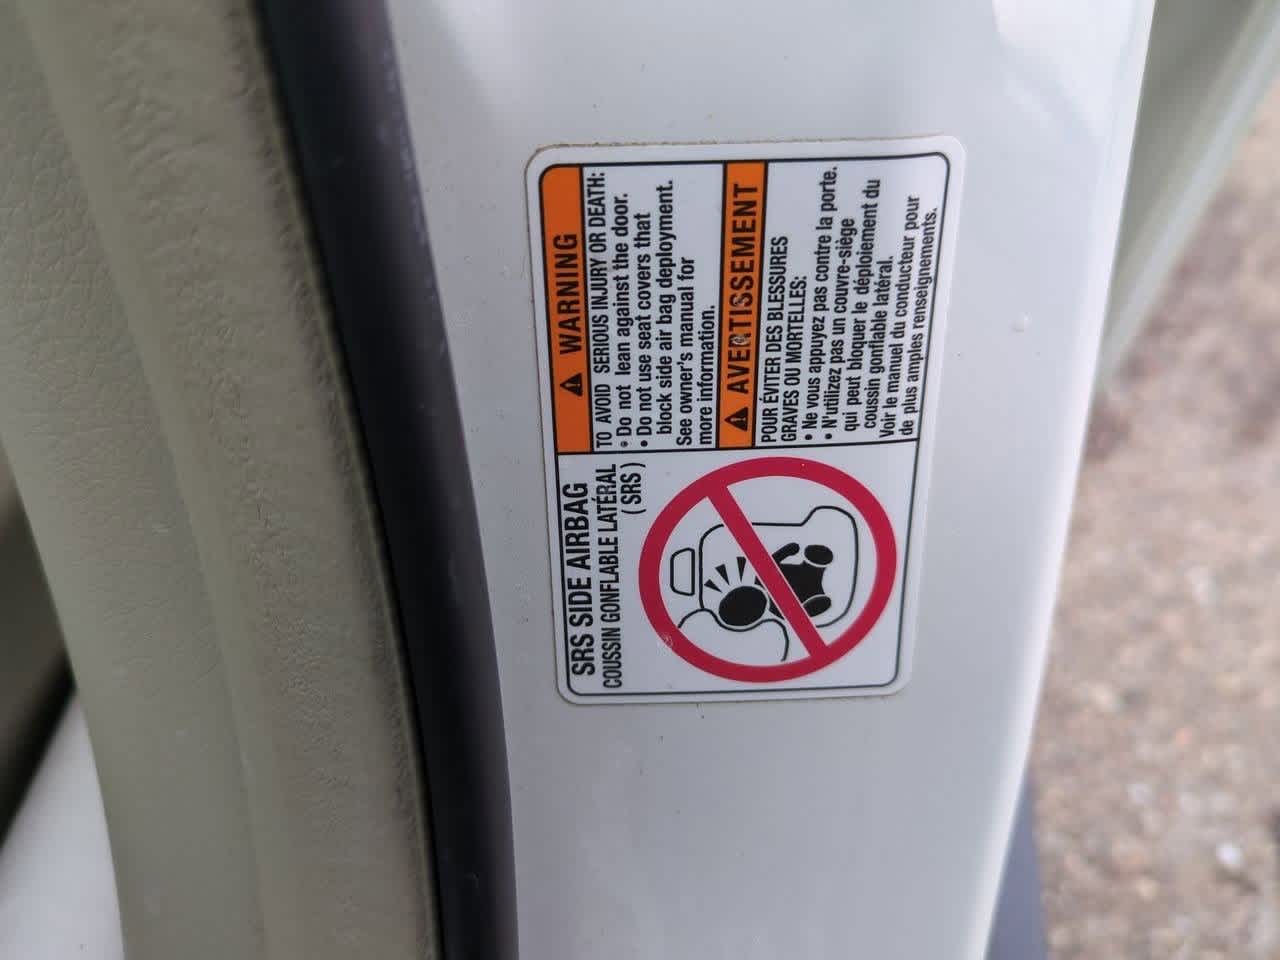 SRS SIDE AIRBAG
COUSSIN GONFLABLE LATÉRAL
(SRS)
WARNING
TO AVOID SERIOUS INJURY OR DEATH:
• Do not lean against the door.
• Do not use seat covers that
block side air bag deployment.
See owner's manual for
more information.
AVERTISSEMENT
POUR ÉVITER DES BLESSURES
GRAVES OU MORTELLES:
• Ne vous appuyez pas contre la porte.
• N'utilizez pas un couvre-siège
qui peut bloquer le déploiement du
coussin gonflable latéral.
Voir le manuel du conducteur pour
de plus amples renseignements.